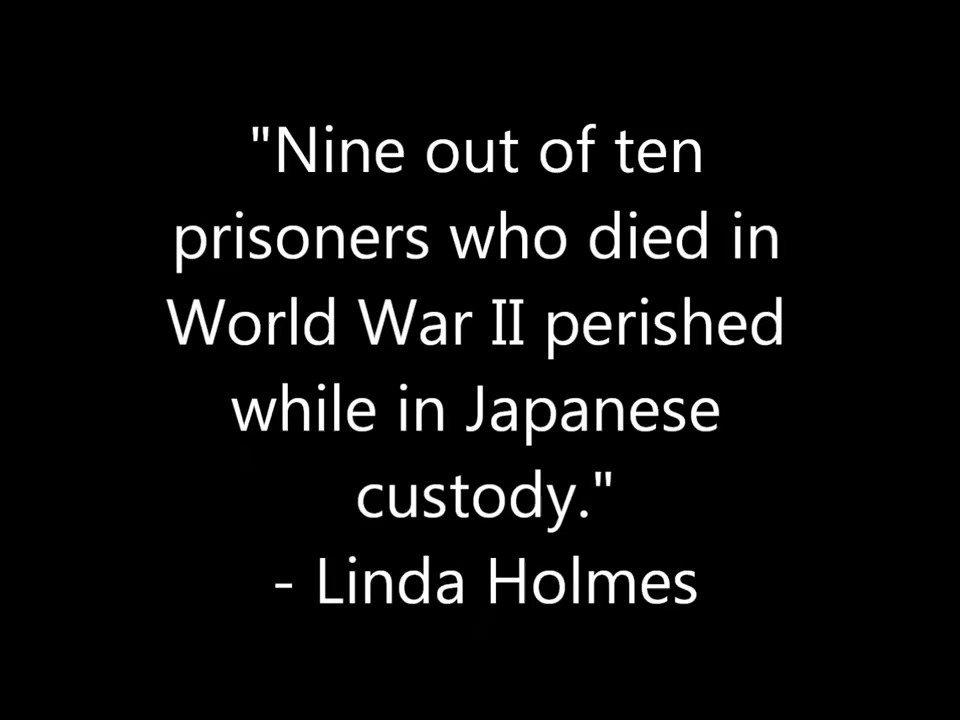 "Nine out of ten
prisoners who died in
World War II perished
while in Japanese
custody."
- Linda Holmes